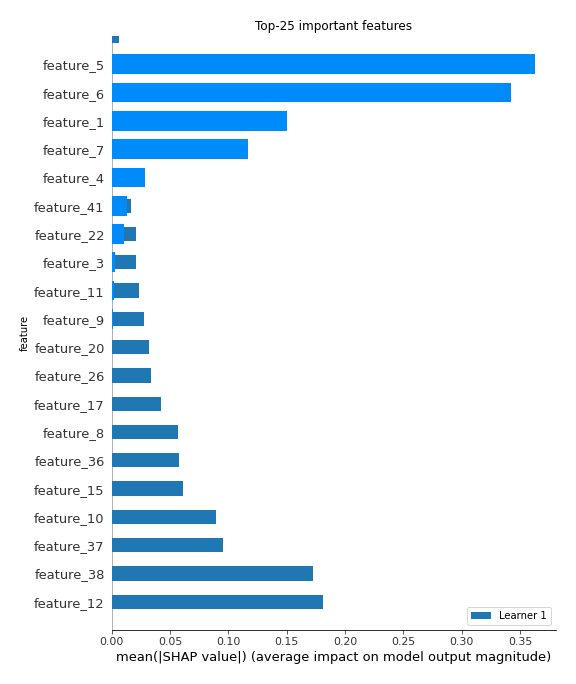 Top-25 important features
feature_5
feature_6
feature_1
feature_7
feature_4
feature_41
feature_22
feature_3
feature_11
feature_9
feature_20
feature_26
feature_17
feature_8
feature_36
feature_15
feature_10
feature_37
feature_38
feature_12
feature
Learner 1
0.00 0.05 0.10 0.15 0.20 0.25 0.30 0.35
mean(|SHAP value|) (average impact on model output magnitude)